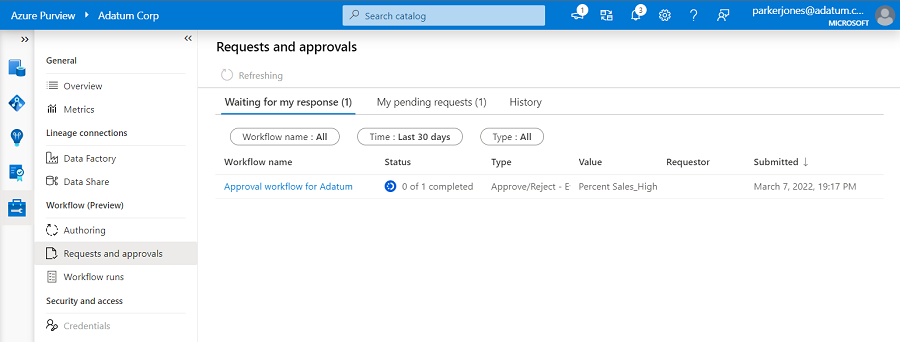 Azure Purview Adatum Corp Search catalog 1 3 parkerjones@adatum.c...
MICROSOFT
Requests and approvals
Refreshing
Waiting for my response (1) My pending requests (1) History
Workflow name : All Time : Last 30 days Type : All
Workflow name Status Type Value Requestor Submitted ↓
Approval workflow for Adatum 0 of 1 completed Approve/Reject - E Percent Sales_High March 7, 2022, 19:17 PM
General
Overview
Metrics
Lineage connections
Data Factory
Data Share
Workflow (Preview)
Authoring
Requests and approvals
Workflow runs
Security and access
Credentials